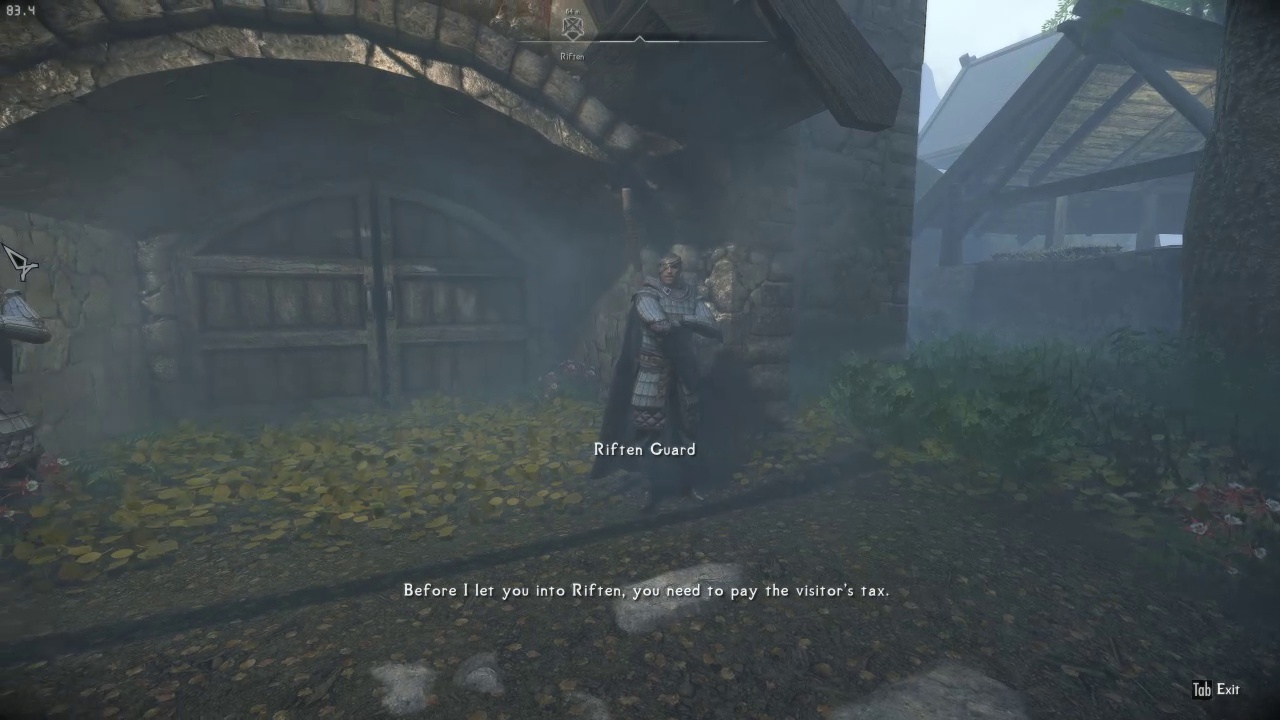 83.4
Riften
Riften Guard
Before I let you into Riften, you need to pay the visitor's tax.
Tab Exit